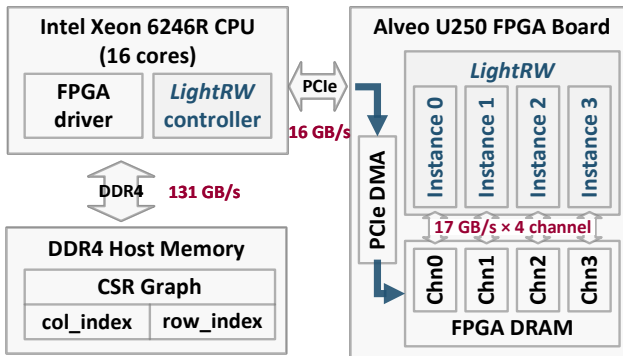 Intel Xeon 6246R CPU
(16 cores)
FPGA
driver
LightRW
controller
PCIe
16 GB/s
DDR4
131 GB/s
DDR4 Host Memory
CSR Graph
col_index
row_index
Alveo U250 FPGA Board
LightRW
Instance 0
Instance 1
Instance 2
Instance 3
PCIe DMA
17 GB/s × 4 channel
Chn0
Chn1
Chn2
Chn3
FPGA DRAM